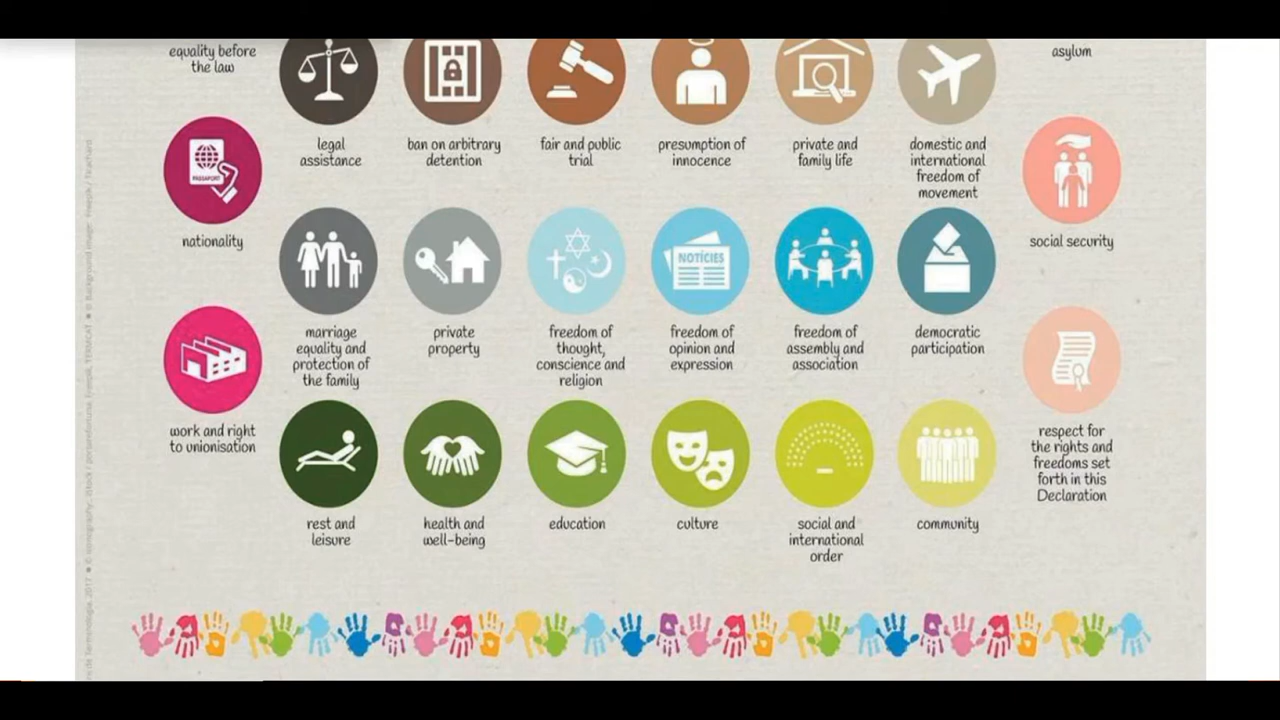 equality before
the law
asylum
legal
assistance
ban on arbitrary
detention
fair and public
trial
presumption of
innocence
private and
family life
domestic and
international
freedom of
movement
PASSAPORT
nationality
social security
NOTÍCIES
marriage
equality and
protection of
the family
private
property
freedom of
thought,
conscience and
religion
freedom of
opinion and
expression
freedom of
assembly and
association
democratic
participation
work and right
to unionisation
respect for
the rights and
freedoms set
forth in this
Declaration
rest and
leisure
health and
well-being
education
culture
social and
international
order
community